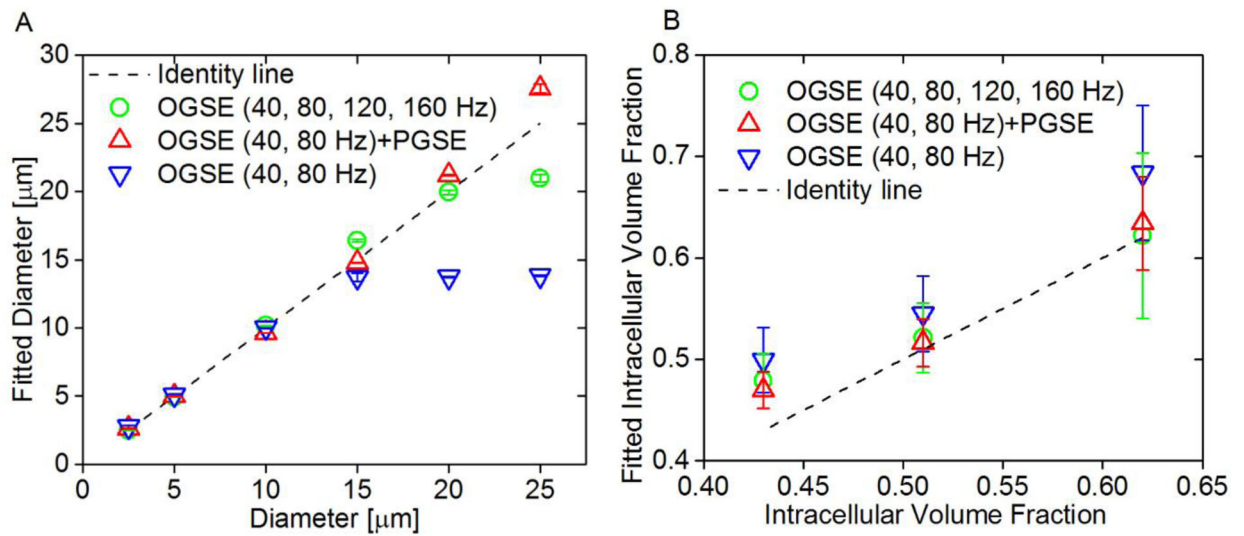 A
Fitted Diameter [μm]
30
25
20
15
10
5
0
Identity line
OGSE (40, 80, 120, 160 Hz)
OGSE (40, 80 Hz)+PGSE
OGSE (40, 80 Hz)
0 5 10 15 20 25
Diameter [μm]
B
Fitted Intracellular Volume Fraction
0.8
0.7
0.6
0.5
0.4
OGSE (40, 80, 120, 160 Hz)
OGSE (40, 80 Hz)+PGSE
OGSE (40, 80 Hz)
Identity line
0.40 0.45 0.50 0.55 0.60 0.65
Intracellular Volume Fraction